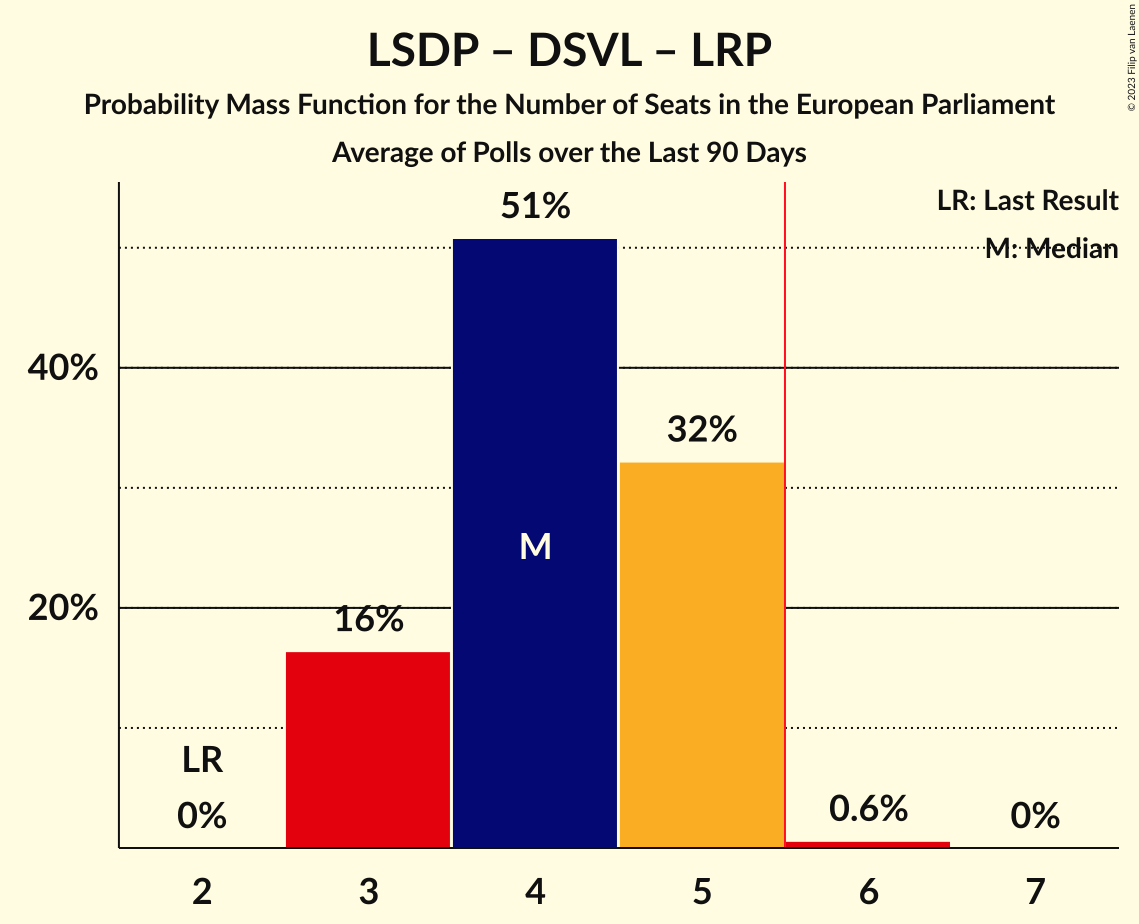 LSDP – DSVL – LRP
Probability Mass Function for the Number of Seats in the European Parliament
Average of Polls over the Last 90 Days
© 2023 Filip van Laenen
LR: Last Result
M: Median
51%
40%
32%
M
20%
16%
LR
0%
0.6%
0%
2 3 4 5 6 7